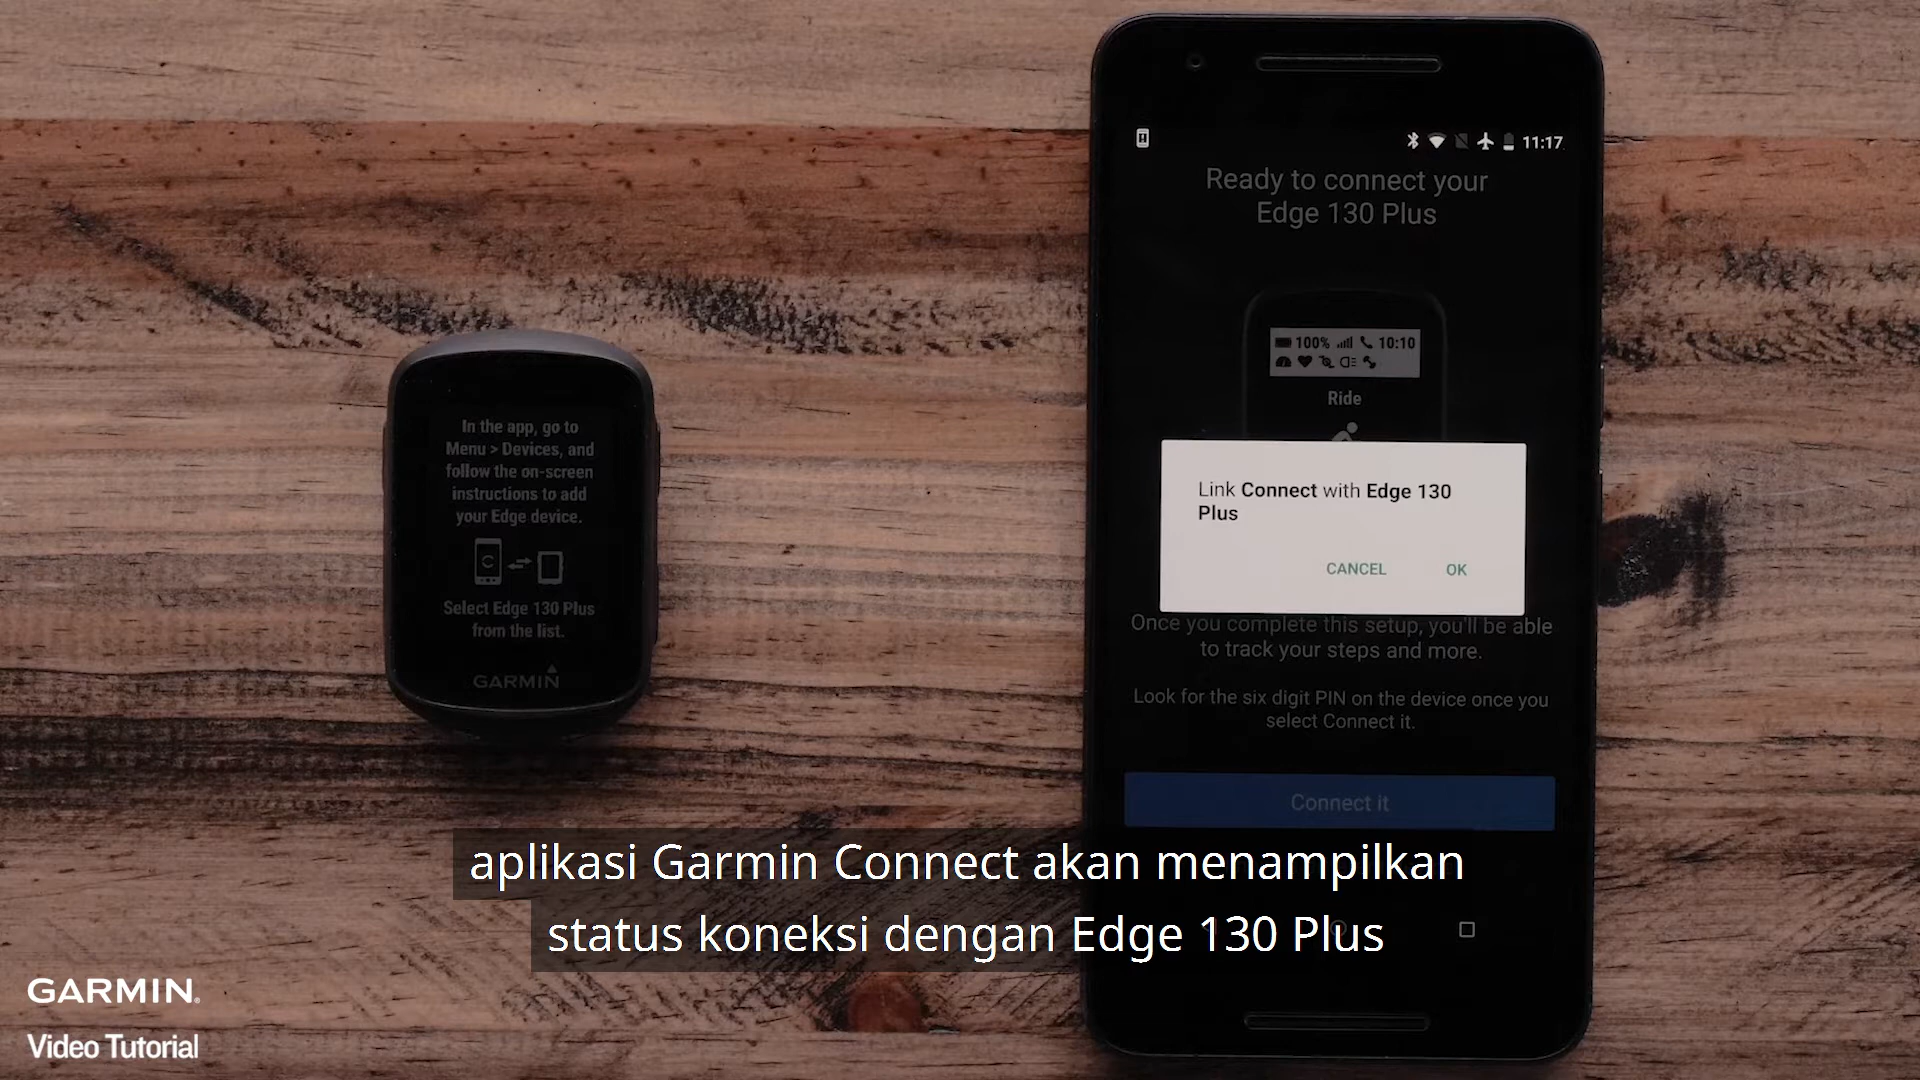 In the app, go to
Menu > Devices, and
follow the on-screen
instructions to add
your Edge device.
Select Edge 130 Plus
from the list.
GARMIN
11:17
Ready to connect your
Edge 130 Plus
100% 10:10
Ride
Link Connect with Edge 130
Plus
CANCEL OK
Once you complete this setup, you'll be able
to track your steps and more.
Look for the six digit PIN on the device once you
select Connect it.
Connect it
aplikasi Garmin Connect akan menampilkan
status koneksi dengan Edge 130 Plus
GARMIN.
Video Tutorial